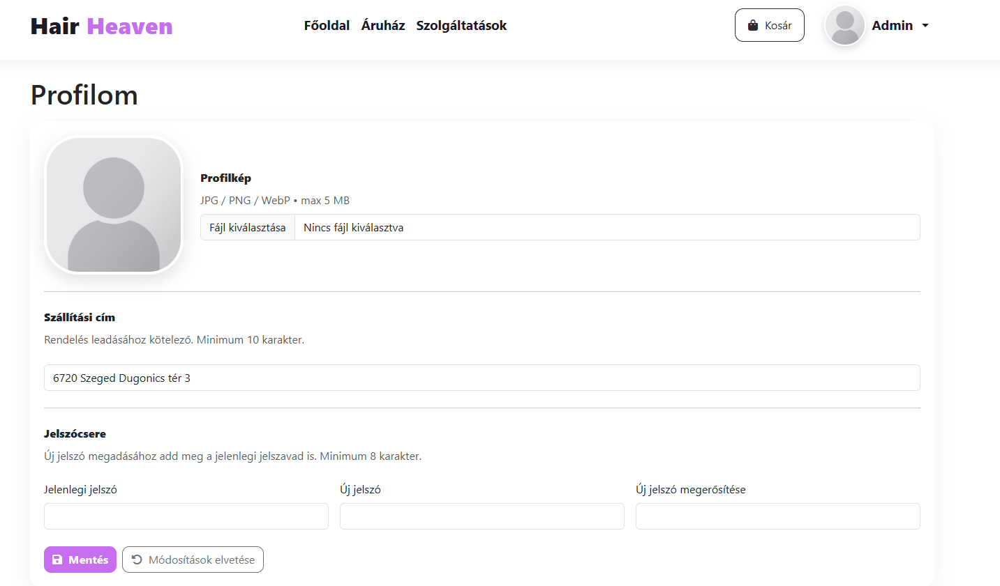 Hair Heaven
Főoldal Áruház Szolgáltatások
Kosár
Admin
Profilom
Profilkép
JPG / PNG / WebP • max 5 MB
Fájl kiválasztása Nincs fájl kiválasztva
Szállítási cím
Rendelés leadásához kötelező. Minimum 10 karakter.
6720 Szeged Dugonics tér 3
Jelszócsere
Új jelszó megadásához add meg a jelenlegi jelszavad is. Minimum 8 karakter.
Jelenlegi jelszó Új jelszó Új jelszó megerősítése
Mentés Módosítások elvetése